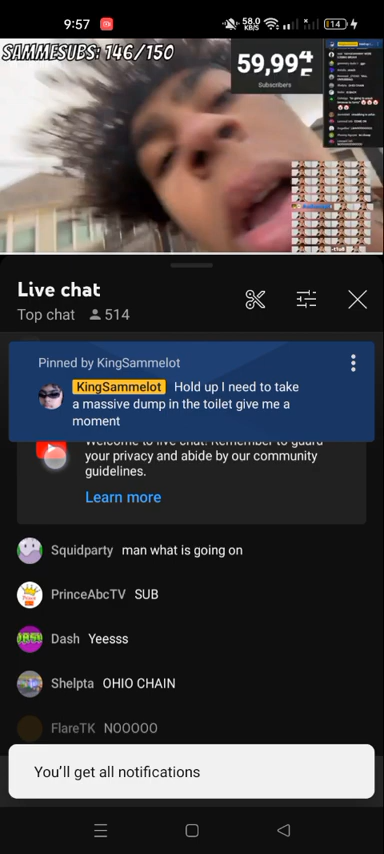 9:57
58.0
KB/S
14
SAMMESUBS: 146/150
59,99
Subscribers
Live chat
Top chat 514
Pinned by KingSammelot
KingSammelot Hold up I need to take
a massive dump in the toilet give me a
moment
Welcome to live chat! Remember to guard
your privacy and abide by our community
guidelines.
Learn more
Squidparty man what is going on
PrinceAbcTV SUB
Dash Yeesss
Shelpta OHIO CHAIN
FlareTK NOOOOO
You'll get all notifications